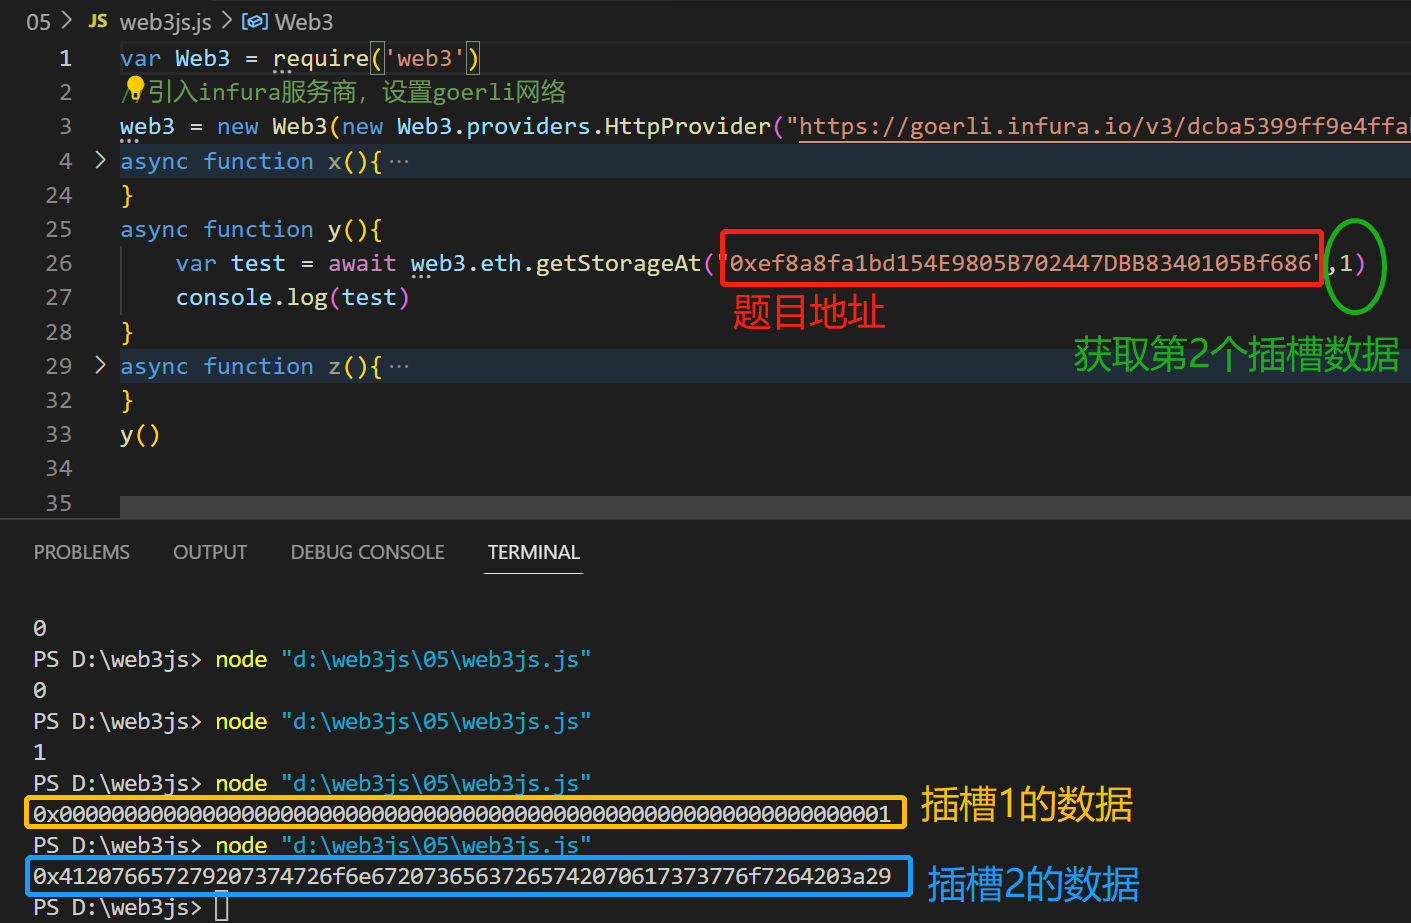 05 > JS web3js.js > Web3
1 var Web3 = require('web3')
2 //引入infura服务商，设置goerli网络
3 web3 = new Web3(new Web3.providers.HttpProvider("https://goerli.infura.io/v3/dcba5399ff9e4ffa
4 > async function x(){ ···
24 }
25 async function y(){
26 var test = await web3.eth.getStorageAt("0xef8a8fa1bd154E9805B702447DBB8340105Bf686",1)
题目地址
27 console.log(test)
28 }
获取第2个插槽数据
29 > async function z(){ ···
32 }
33 y()
34
35
PROBLEMS OUTPUT DEBUG CONSOLE TERMINAL
0
PS D:\web3js> node "d:\web3js\05\web3js.js"
0
PS D:\web3js> node "d:\web3js\05\web3js.js"
1
PS D:\web3js> node "d:\web3js\05\web3js.js"
0x0000000000000000000000000000000000000000000000000000000000000001 插槽1的数据
PS D:\web3js> node "d:\web3js\05\web3js.js"
0x412076657279207374726f6e67207365637265742070617373776f7264203a29 插槽2的数据
PS D:\web3js>